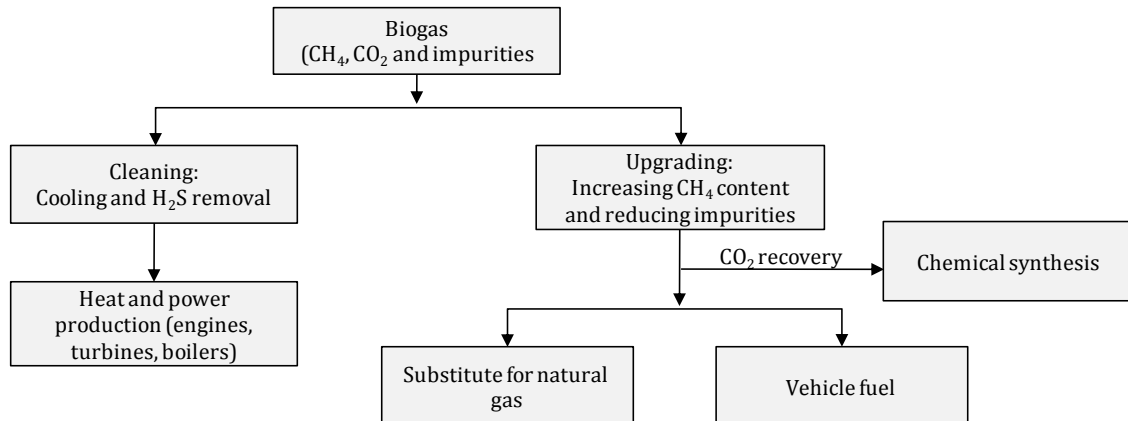 Biogas
(CH₄, CO₂ and impurities
Cleaning:
Cooling and H₂S removal
Upgrading:
Increasing CH₄ content
and reducing impurities
CO₂ recovery
Chemical synthesis
Heat and power
production (engines,
turbines, boilers)
Substitute for natural
gas
Vehicle fuel